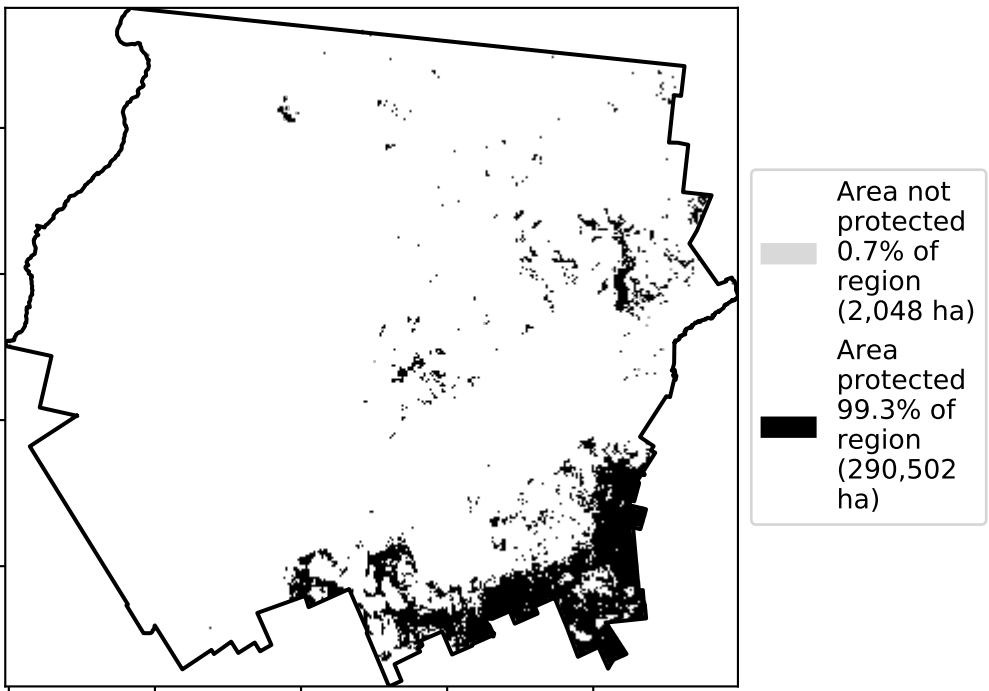 Area not
protected
0.7% of
region
(2,048 ha)
Area
protected
99.3% of
region
(290,502
ha)